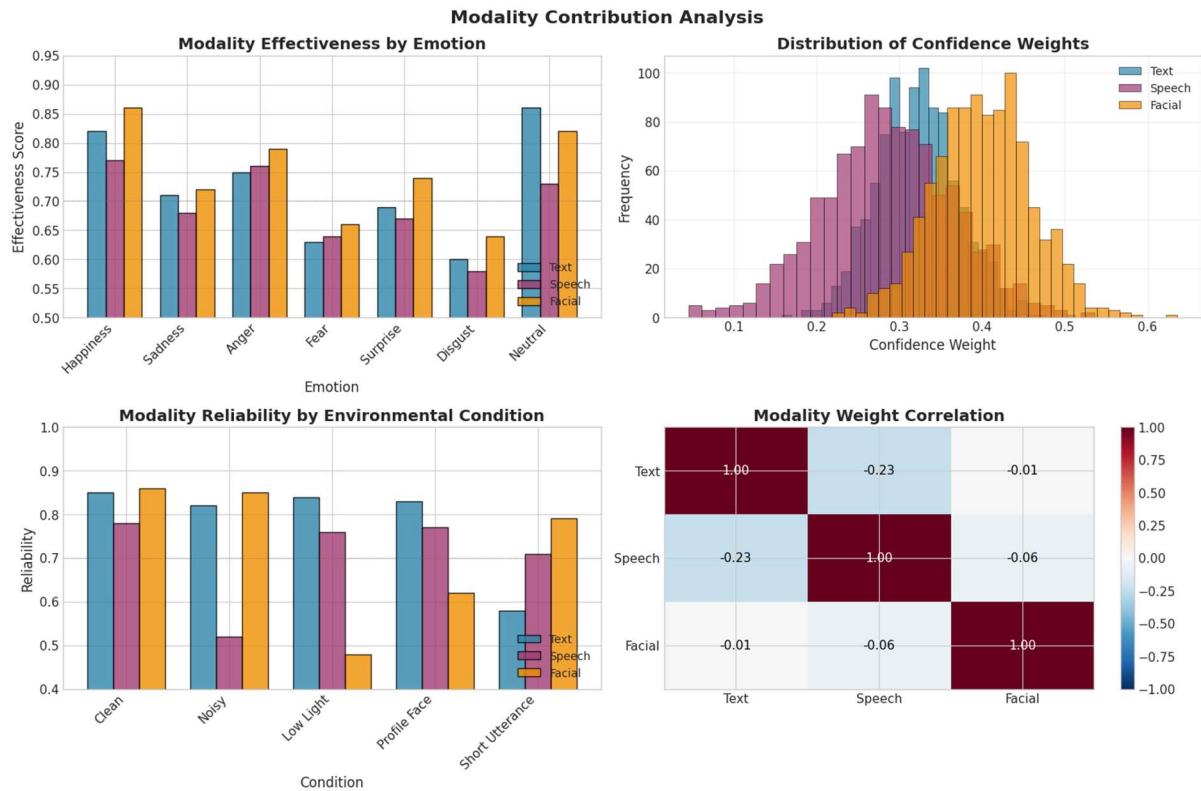 Modality Contribution Analysis
Modality Effectiveness by Emotion
0.95
0.90
0.85
0.80
0.75
0.70
0.65
0.60
0.55
0.50
Effectiveness Score
Happiness
Sadness
Anger
Fear
Surprise
Disgust
Neutral
Emotion
Text
Speech
Facial
Distribution of Confidence Weights
100
80
60
40
20
0
Frequency
0.1
0.2
0.3
0.4
0.5
0.6
Confidence Weight
Text
Speech
Facial
Modality Reliability by Environmental Condition
1.0
0.9
0.8
0.7
0.6
0.5
0.4
Reliability
Clean
Noisy
Low Light
Profile Face
Short Utterance
Condition
Text
Speech
Facial
Modality Weight Correlation
Text 1.00 -0.23 -0.01
Speech -0.23 1.00 -0.06
Facial -0.01 -0.06 1.00
Text Speech Facial
1.00
0.75
0.50
0.25
0.00
−0.25
−0.50
−0.75
−1.00